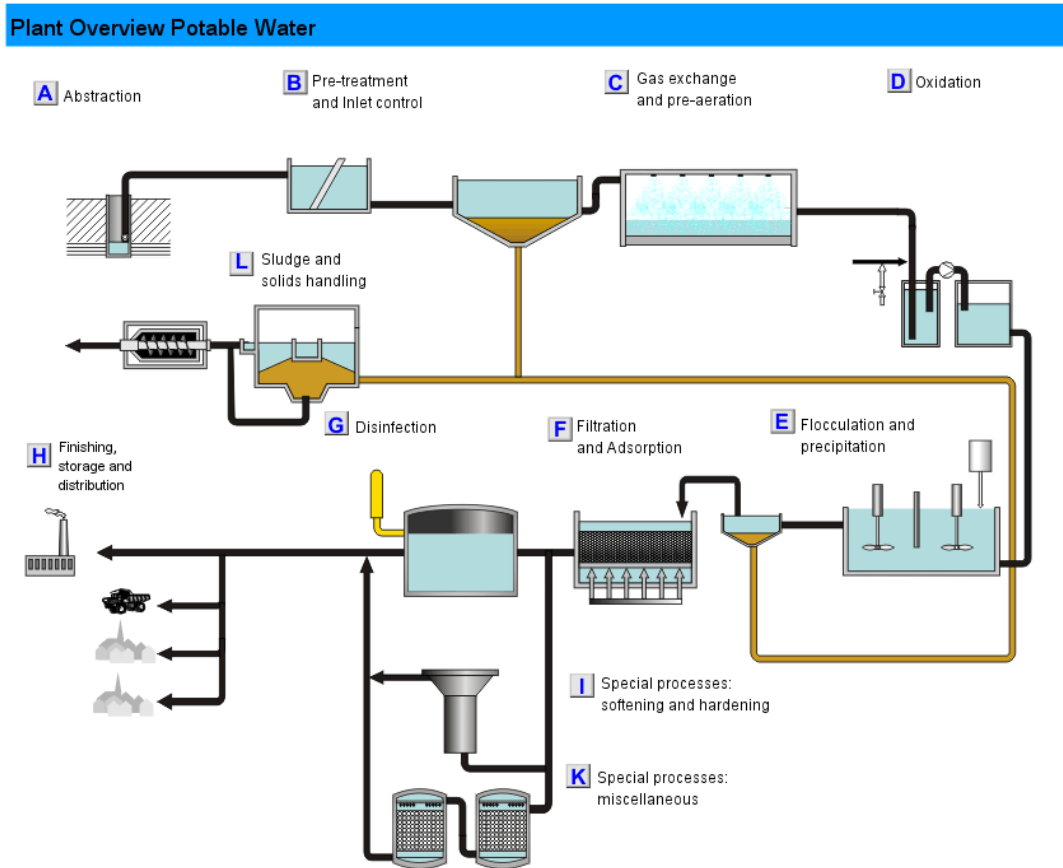 Plant Overview Potable Water
A Abstraction
B Pre-treatment
and Inlet control
C Gas exchange
and pre-aeration
D Oxidation
L Sludge and
solids handling
G Disinfection
F Filtration
and Adsorption
E Flocculation and
precipitation
H Finishing,
storage and
distribution
I Special processes:
softening and hardening
K Special processes:
miscellaneous